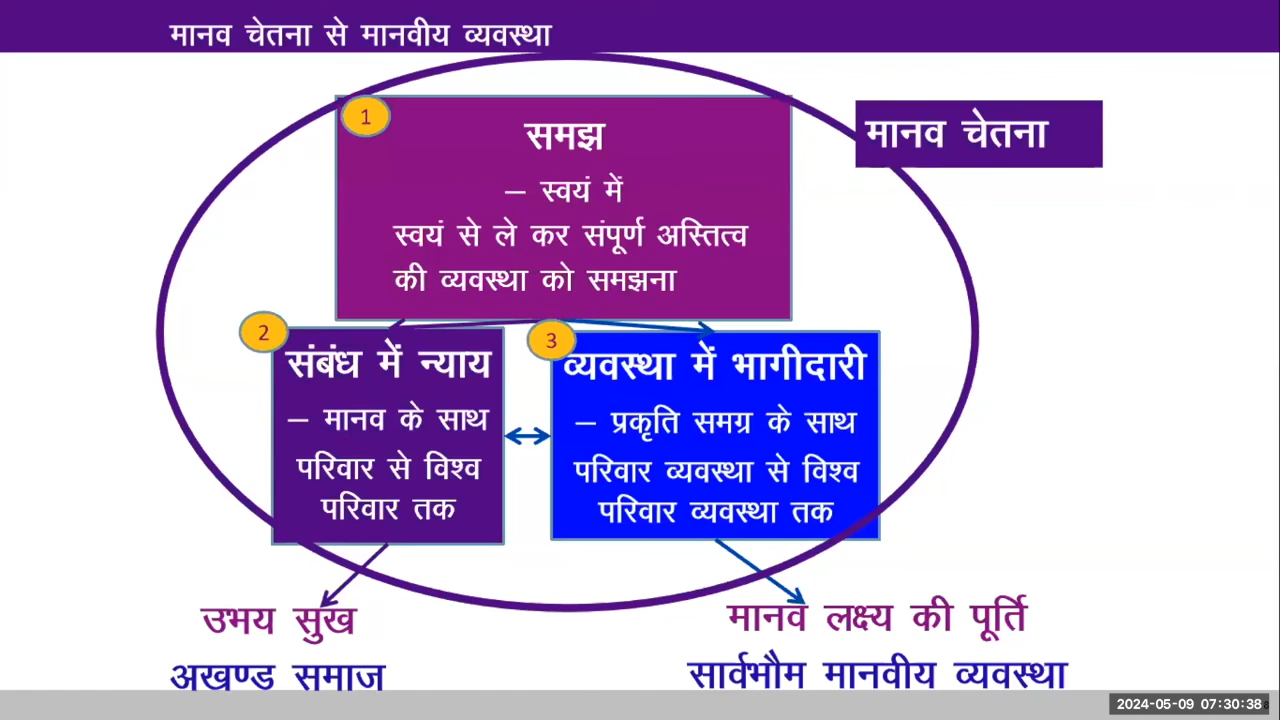 मानव चेतना से मानवीय व्यवस्था
1
समझ
मानव चेतना
– स्वयं में
स्वयं से ले कर संपूर्ण अस्तित्व
की व्यवस्था को समझना
2
संबंध में न्याय
– मानव के साथ
परिवार से विश्व
परिवार तक
3
व्यवस्था में भागीदारी
– प्रकृति समग्र के साथ
परिवार व्यवस्था से विश्व
परिवार व्यवस्था तक
उभय सुख
अखण्ड समाज
मानव लक्ष्य की पूर्ति
सार्वभौम मानवीय व्यवस्था
2024-05-09 07:30:38